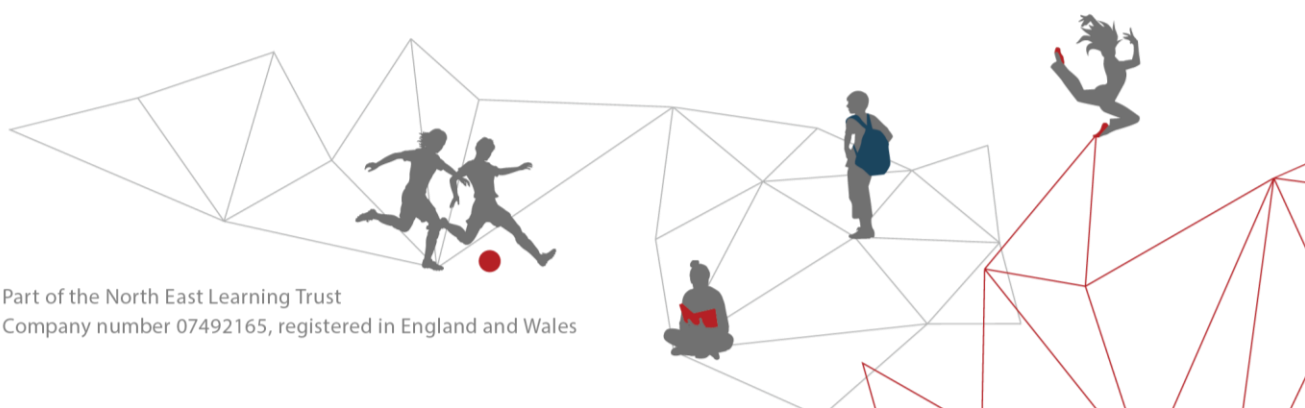 Part of the North East Learning Trust
Company number 07492165, registered in England and Wales